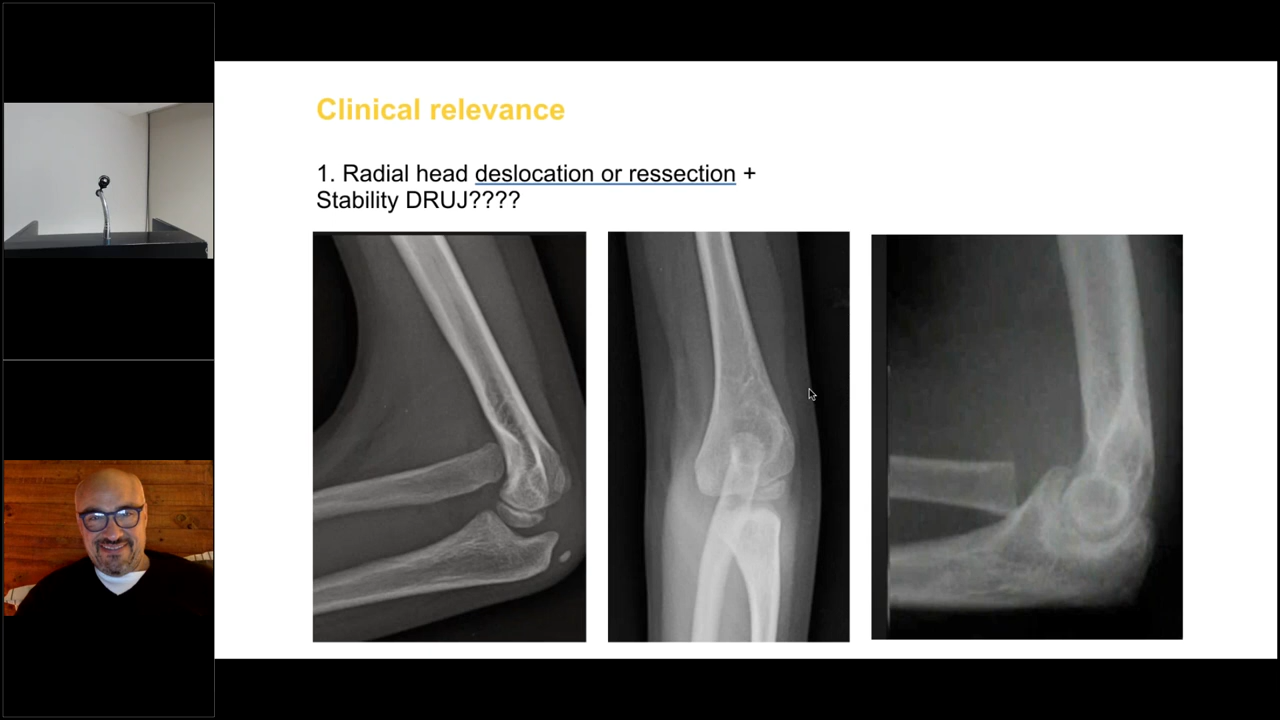 Clinical relevance
1. Radial head deslocation or ressection +
Stability DRUJ????